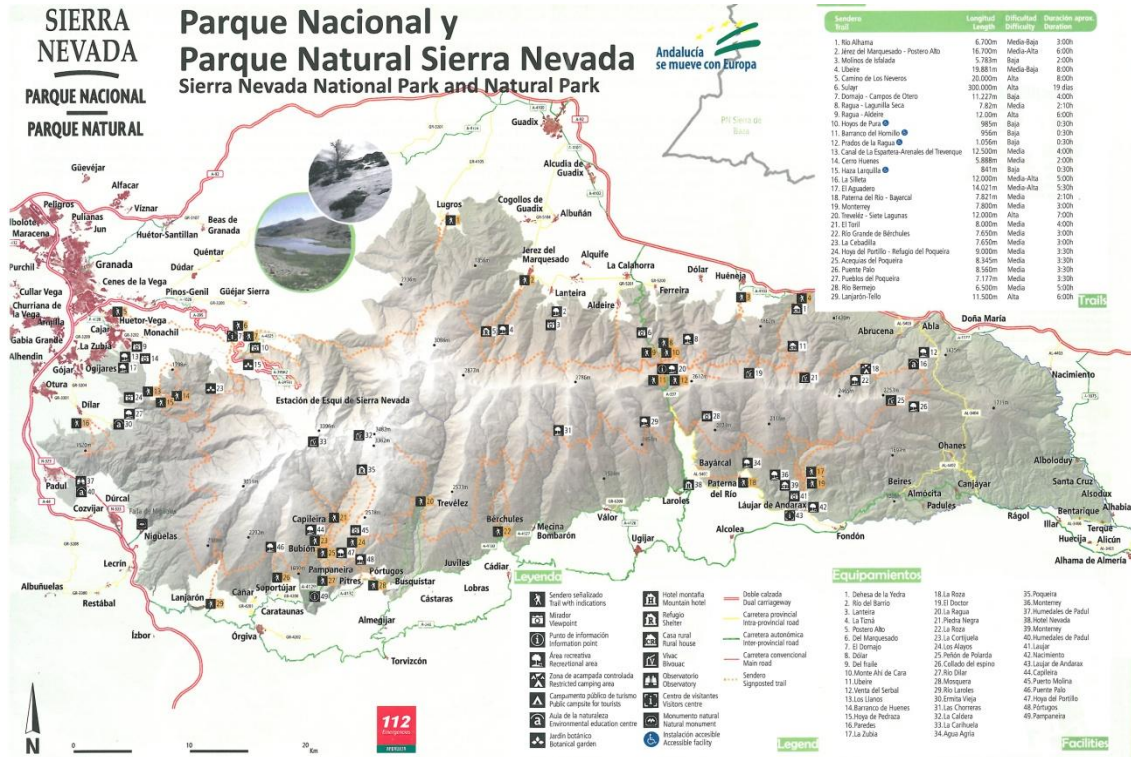 SIERRA
NEVADA
PARQUE NACIONAL
PARQUE NATURAL
Parque Nacional y
Parque Natural Sierra Nevada
Sierra Nevada National Park and Natural Park
Andalucía
se mueve con Europa
Sendero
Trail
Longitud
Length
Dificultad
Difficulty
Duración aprox.
Duration
1. Río Alhama 6.700m Media-Baja 3:00h
2. Jérez del Marquesado - Postero Alto 16.700m Media-Alta 6:00h
3. Molinos de Isfalada 5.783m Baja 2:00h
4. Ubeire 19.881m Media-Baja 8:00h
5. Camino de Los Neveros 20.000m Alta 8:00h
6. Sulayr 300.000m Alta 19 días
7. Dornajo - Campos de Otero 11.227m Baja 4:00h
8. Ragua - Lagunilla Seca 7.82m Media 2:10h
9. Ragua - Aldeire 12.00m Alta 6:00h
10. Hoyos de Pura 985m Baja 0:30h
11. Barranco del Hornillo 956m Baja 0:30h
12. Prados de la Ragua 1.056m Baja 0:30h
13. Canal de La Espartera-Arenales del Trevenque 12.500m Media 4:00h
14. Cerro Huenes 5.888m Media 2:00h
15. Haza Larquilla 841m Baja 0:30h
16. La Silleta 12.000m Media-Alta 5:00h
17. El Aguadero 14.021m Media-Alta 5:30h
18. Paterna del Río - Bayarcal 7.821m Media 2:10h
19. Monterrey 7.800m Media 3:00h
20. Treveléz - Siete Lagunas 12.000m Alta 7:00h
21. El Toril 8.000m Media 4:00h
22. Río Grande de Bérchules 7.650m Media 3:00h
23. La Cebadilla 7.650m Media 3:00h
24. Hoya del Portillo - Refugio del Poqueira 9.000m Media 3:30h
25. Acequias del Poqueira 8.345m Media 3:30h
26. Puente Palo 8.560m Media 3:30h
27. Pueblos del Poqueira 7.177m Media 3:30h
28. Río Bermejo 6.500m Media 5:00h
29. Lanjarón-Tello 11.500m Alta 6:00h
Trails
PN Sierra de
Baza
Guadix
Alcudia de
Guadix
Cogollos de
Guadix
Albuñán
Lugros
Jérez del
Marquesado
Alquife
La Calahorra
Lanteira
Aldeire
Ferreira
Dólar
Huéneja
Güevéjar
Alfacar
Víznar
Peligros
Pulianas
Jun
Maracena
Huétor-Santillan
Beas de
Granada
Quéntar
Dúdar
Granada
Purchil
Cenes de la Vega
Pinos-Genil
Güéjar Sierra
Cullar Vega
Churriana de
la Vega
Armilla
Huetor-Vega
Monachil
Cajar
La Zubia
Gabia Grande
Alhendin
Ogíjares
Gójar
Otura
Dílar
Estación de Esquí de Sierra Nevada
Padul
Cozvijar
Dúrcal
Nigüelas
Falla de Nigüelas
Lecrín
Albuñuelas
Restábal
Ízbor
Lanjarón
Órgiva
Cáñar
Soportújar
Carataunas
Capileira
Bubión
Pampaneira
Pitres
Pórtugos
Busquístar
Almegijar
Torvizcón
Trevélez
Juviles
Cástaras
Lobras
Cádiar
Bérchules
Mecina
Bombarón
Válor
Ugijar
Laroles
Bayárcal
Paterna
del Río
Láujar de Andarax
Alcolea
Fondón
Abrucena
Abla
Doña María
Nacimiento
Ohanes
Beires
Almócita
Padules
Canjayar
Rágol
Alboloduy
Santa Cruz
Alsodux
Alhabia
Bentarique
Terque
Illar
Huecija
Alicún
Alhama de Almería
Leyenda
Sendero señalizado
Trail with indications
Mirador
Viewpoint
Punto de información
Information point
Área recreativa
Recreational area
Zona de acampada controlada
Restricted camping area
Campamento público de turismo
Public campsite for tourists
Aula de la naturaleza
Environmental education centre
Jardín botánico
Botanical garden
Hotel montaña
Mountain hotel
Refugio
Shelter
Casa rural
Rural house
Vivac
Bivouac
Observatorio
Observatory
Centro de visitantes
Visitors centre
Monumento natural
Natural monument
Instalación accesible
Accessible facility
Doble calzada
Dual carriageway
Carretera provincial
Intra-provincial road
Carretera autonómica
Inter-provincial road
Carretera convencional
Main road
Sendero
Signposted trail
Legend
Equipamientos
1. Dehesa de la Yedra
2. Río del Barrio
3. Lanteira
4. La Tizná
5. Postero Alto
6. Del Marquesado
7. El Dornajo
8. Dólar
9. Del fraile
10. Monte Ahí de Cara
11. Ubeire
12. Venta del Serbal
13. Los Llanos
14. Barranco de Huenes
15. Hoya de Pedraza
16. Paredes
17. La Zubia
18. La Roza
19. El Doctor
20. La Ragua
21. Piedra Negra
22. La Roza
23. La Cortijuela
24. Los Alayos
25. Peñón de Polarda
26. Collado del espino
27. Río Dílar
28. Mosquera
29. Río Laroles
30. Ermita Vieja
31. Las Chorreras
32. La Caldera
33. La Carihuela
34. Agua Agria
35. Poqueira
36. Monterrey
37. Humedales de Padul
38. Hotel Nevada
39. Monterrey
40. Humedales de Padul
41. Laujar
42. Nacimiento
43. Laujar de Andarax
44. Capileira
45. Puerto Molina
46. Puente Palo
47. Hoya del Portillo
48. Pórtugos
49. Pampaneira
Facilities
112
Emergencias
N
0 10 20 Km